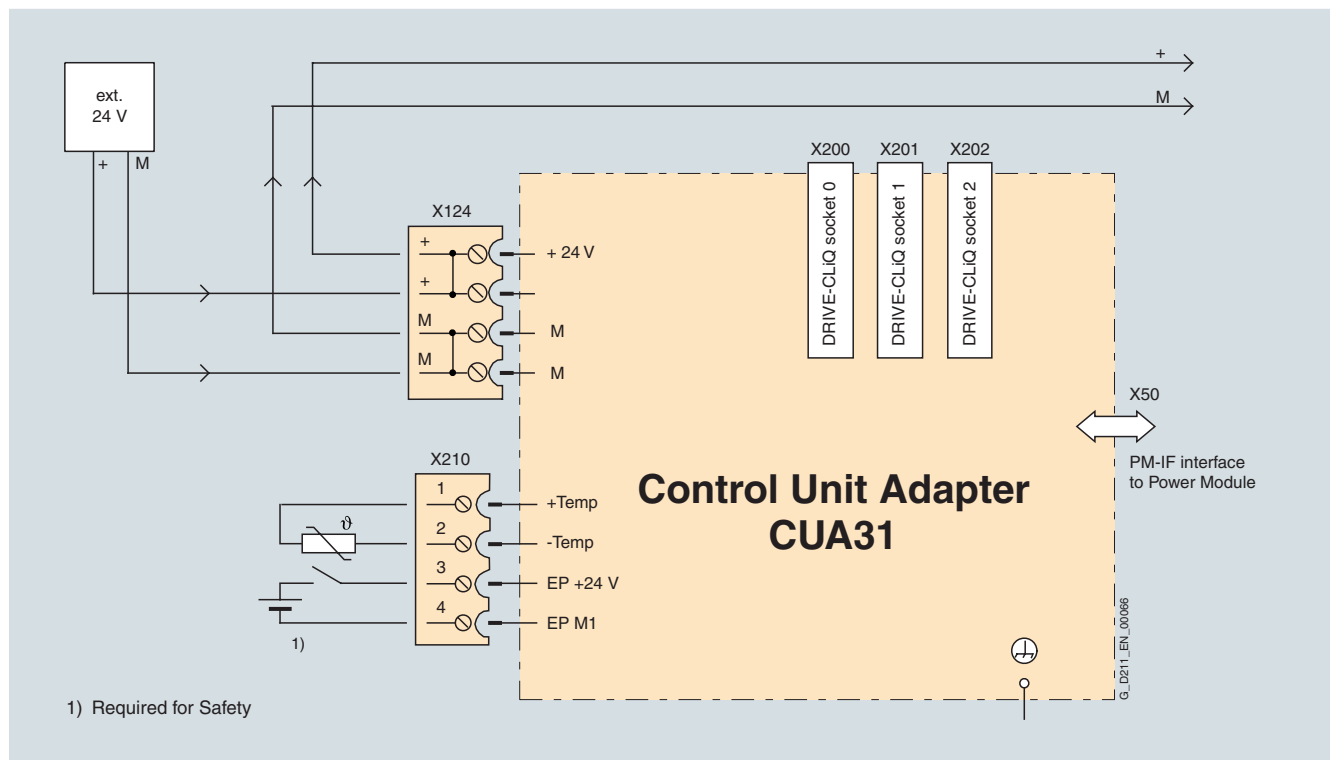 +
M
ext.
24 V
+ M
X200 X201 X202
DRIVE-CLiQ socket 0
DRIVE-CLiQ socket 1
DRIVE-CLiQ socket 2
X124
+
+ 24 V
+
M
M
M
M
X50
PM-IF interface
to Power Module
Control Unit Adapter
CUA31
X210
1
+Temp
ϑ
2
-Temp
3
EP +24 V
4
EP M1
1)
1) Required for Safety
G_D211_EN_00066